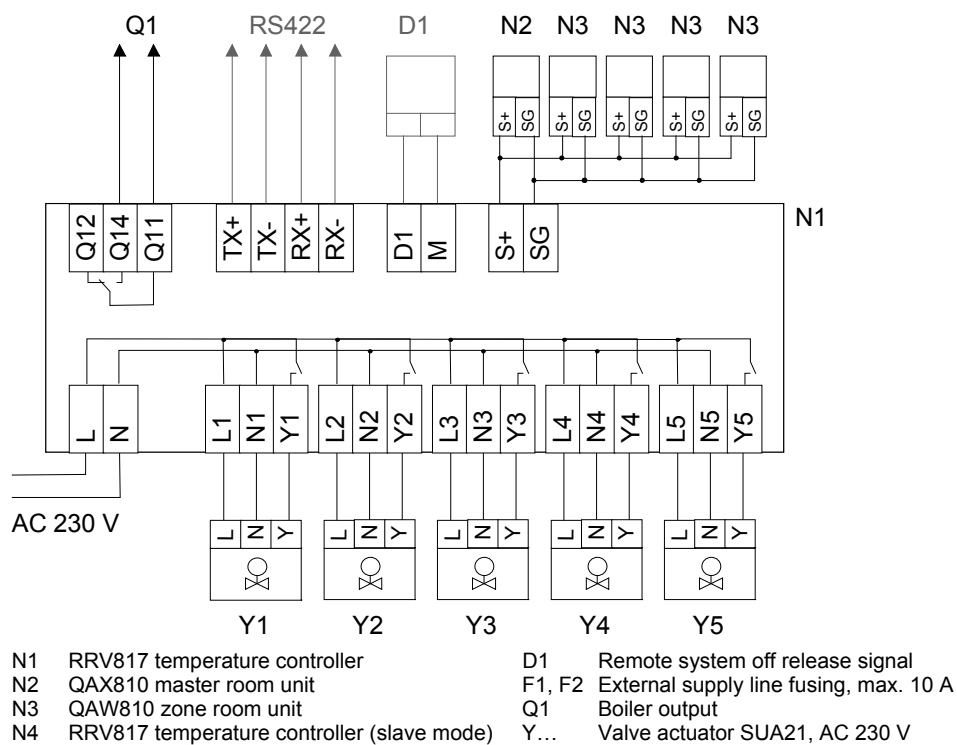 Q1 RS422 D1 N2 N3 N3 N3 N3
S+ SG S+ SG S+ SG S+ SG S+ SG
N1
Q12 Q14 Q11 TX+ TX- RX+ RX- D1 M S+ SG
L N L1 N1 Y1 L2 N2 Y2 L3 N3 Y3 L4 N4 Y4 L5 N5 Y5
AC 230 V
L N Y L N Y L N Y L N Y L N Y
Y1 Y2 Y3 Y4 Y5
N1 RRV817 temperature controller
N2 QAX810 master room unit
N3 QAW810 zone room unit
N4 RRV817 temperature controller (slave mode)
D1 Remote system off release signal
F1, F2 External supply line fusing, max. 10 A
Q1 Boiler output
Y… Valve actuator SUA21, AC 230 V